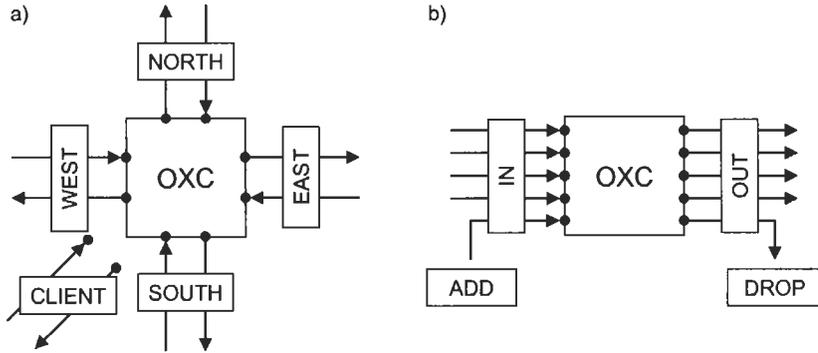 a)
b)
NORTH
WEST
OXC
EAST
CLIENT
SOUTH
IN
OXC
OUT
ADD
DROP